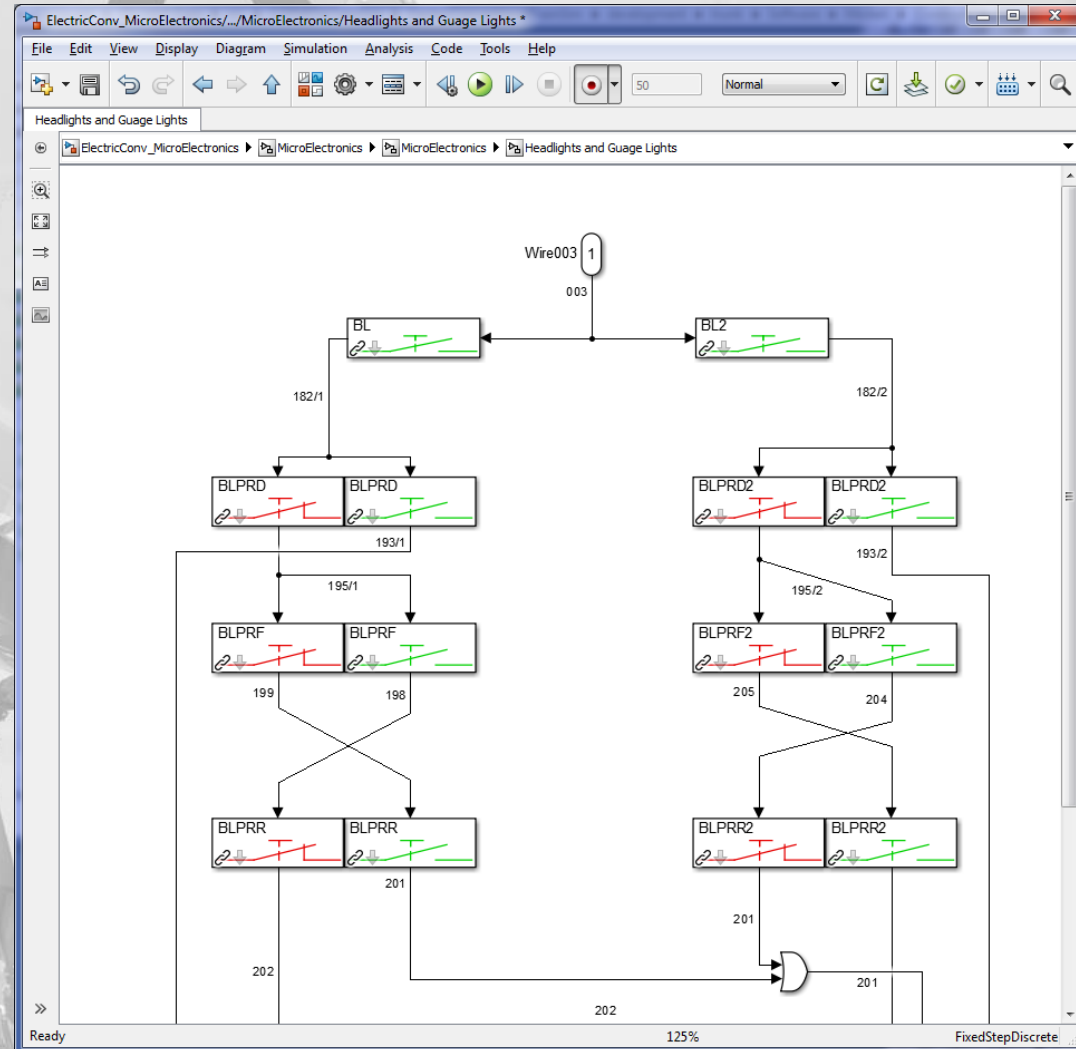 ElectricConv_MicroElectronics/.../MicroElectronics/Headlights and Guage Lights *
File Edit View Display Diagram Simulation Analysis Code Tools Help
50 Normal
Headlights and Guage Lights
ElectricConv_MicroElectronics MicroElectronics MicroElectronics Headlights and Guage Lights
Wire003 1
003
BL BL2
182/1 182/2
BLPRD BLPRD BLPRD2 BLPRD2
193/1 193/2
195/1 195/2
BLPRF BLPRF BLPRF2 BLPRF2
199 198 205 204
BLPRR BLPRR BLPRR2 BLPRR2
201
201
202 201
202
Ready 125% FixedStepDiscrete